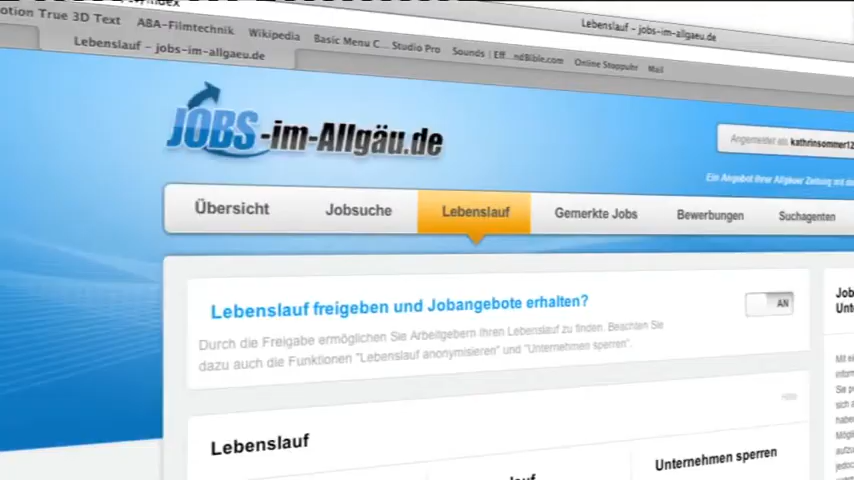 Lebenslauf – jobs-im-allgaeu.de
otion True 3D Text ABA-Filmtechnik Wikipedia Basic Menu C... Studio Pro Sounds | Eff...ndBible.com Online Stoppuhr Mail
Lebenslauf – jobs-im-allgaeu.de
JOBS-im-Allgäu.de
Angemeldet als kathrinsommer12
Ein Angebot Ihrer Allgäuer Zeitung mit
Übersicht Jobsuche Lebenslauf Gemerkte Jobs Bewerbungen Suchagenten
Lebenslauf freigeben und Jobangebote erhalten?
AN
Durch die Freigabe ermöglichen Sie Arbeitgebern Ihren Lebenslauf zu finden. Beachten Sie
dazu auch die Funktionen "Lebenslauf anonymisieren" und "Unternehmen sperren".
Job
Unt
Lebenslauf
Unternehmen sperren